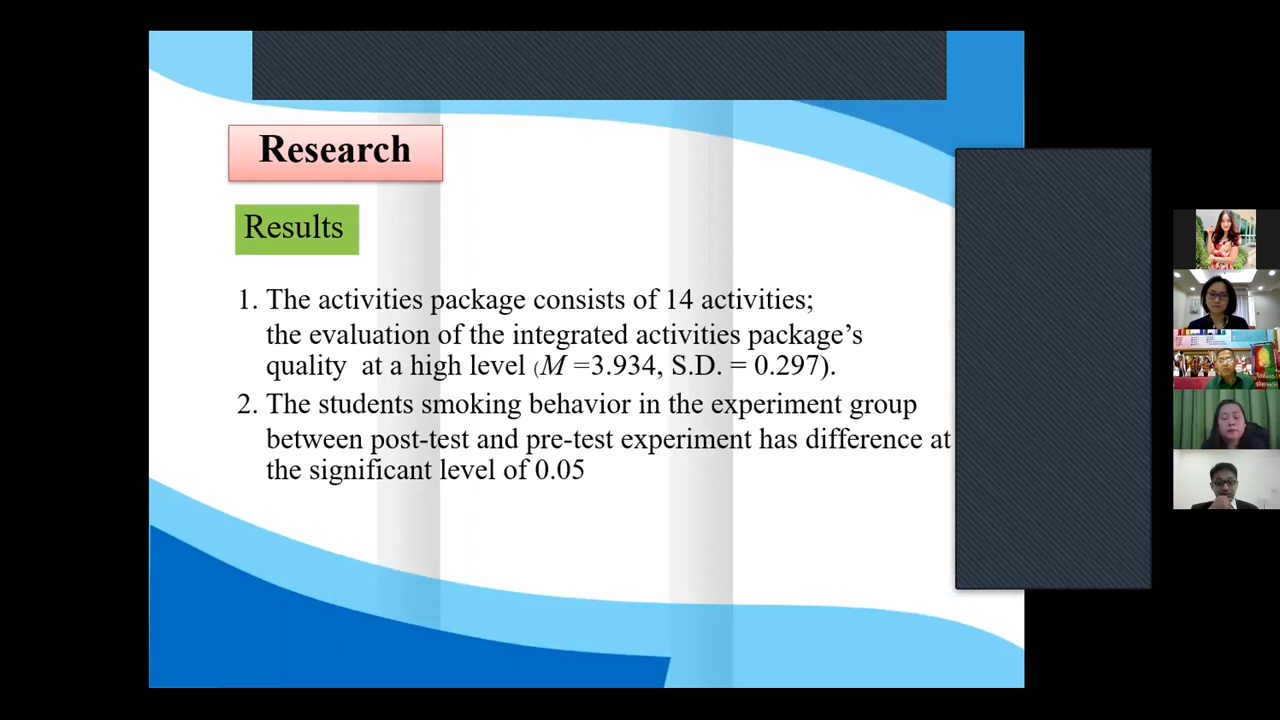 Research
Results
1. The activities package consists of 14 activities;
the evaluation of the integrated activities package’s
quality  at a high level (M =3.934, S.D. = 0.297).
2. The students smoking behavior in the experiment group
between post-test and pre-test experiment has difference at
the significant level of 0.05